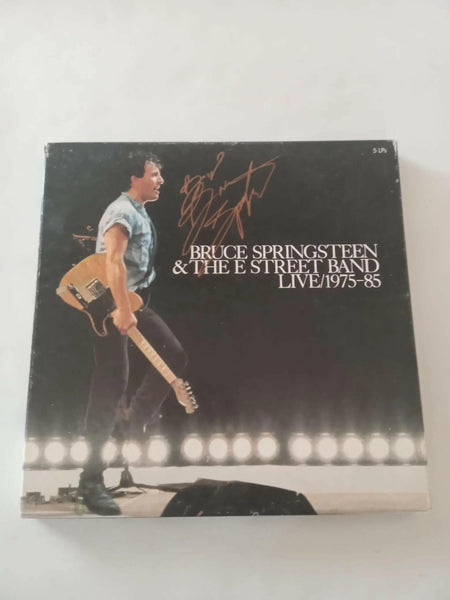 5 LPs
BRUCE SPRINGSTEEN
& THE E STREET BAND
LIVE/1975-85